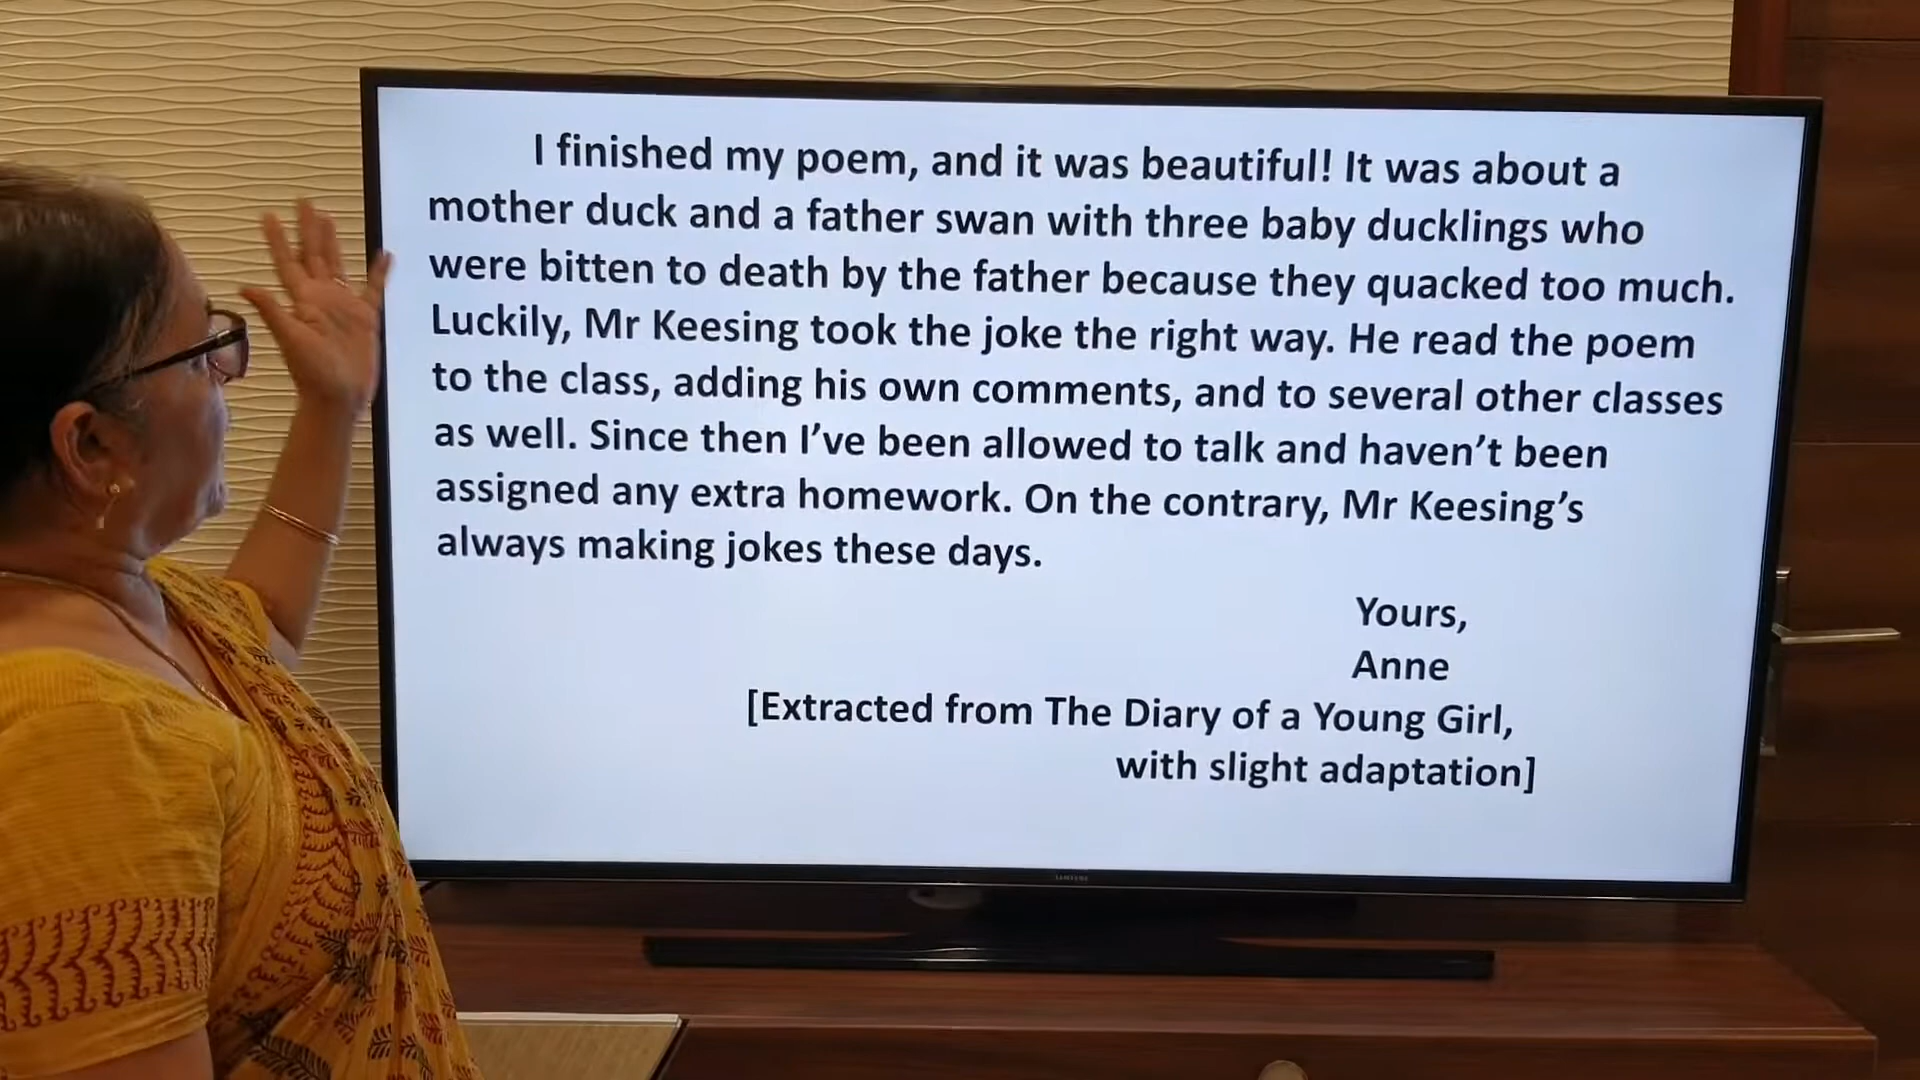 I finished my poem, and it was beautiful! It was about a
mother duck and a father swan with three baby ducklings who
were bitten to death by the father because they quacked too much.
Luckily, Mr Keesing took the joke the right way. He read the poem
to the class, adding his own comments, and to several other classes
as well. Since then I’ve been allowed to talk and haven’t been
assigned any extra homework. On the contrary, Mr Keesing’s
always making jokes these days.
Yours,
Anne
[Extracted from The Diary of a Young Girl,
with slight adaptation]
SAMSUNG